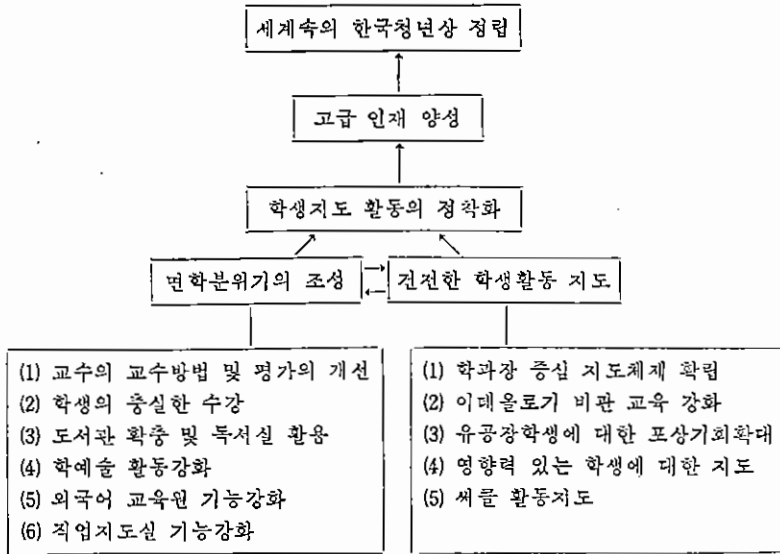 세계속의 한국청년상 정립
고급 인재 양성
학생지도 활동의 정착화
면학분위기의 조성
건전한 학생활동 지도
(1) 교수의 교수방법 및 평가의 개선
(2) 학생의 충실한 수강
(3) 도서관 확충 및 독서실 활용
(4) 학예술 활동강화
(5) 외국어 교육원 기능강화
(6) 직업지도실 기능강화
(1) 학과장 중심 지도체제 확립
(2) 이데올로기 비판 교육 강화
(3) 유공장학생에 대한 포상기회확대
(4) 영향력 있는 학생에 대한 지도
(5) 써클 활동지도